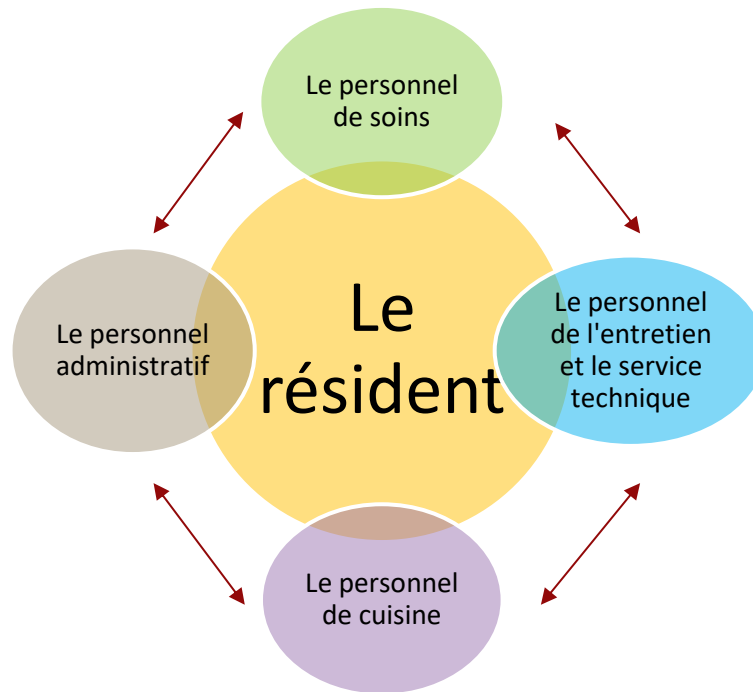 Le personnel
de soins
Le personnel
administratif
Le
résident
Le personnel
de l'entretien
et le service
technique
Le personnel
de cuisine